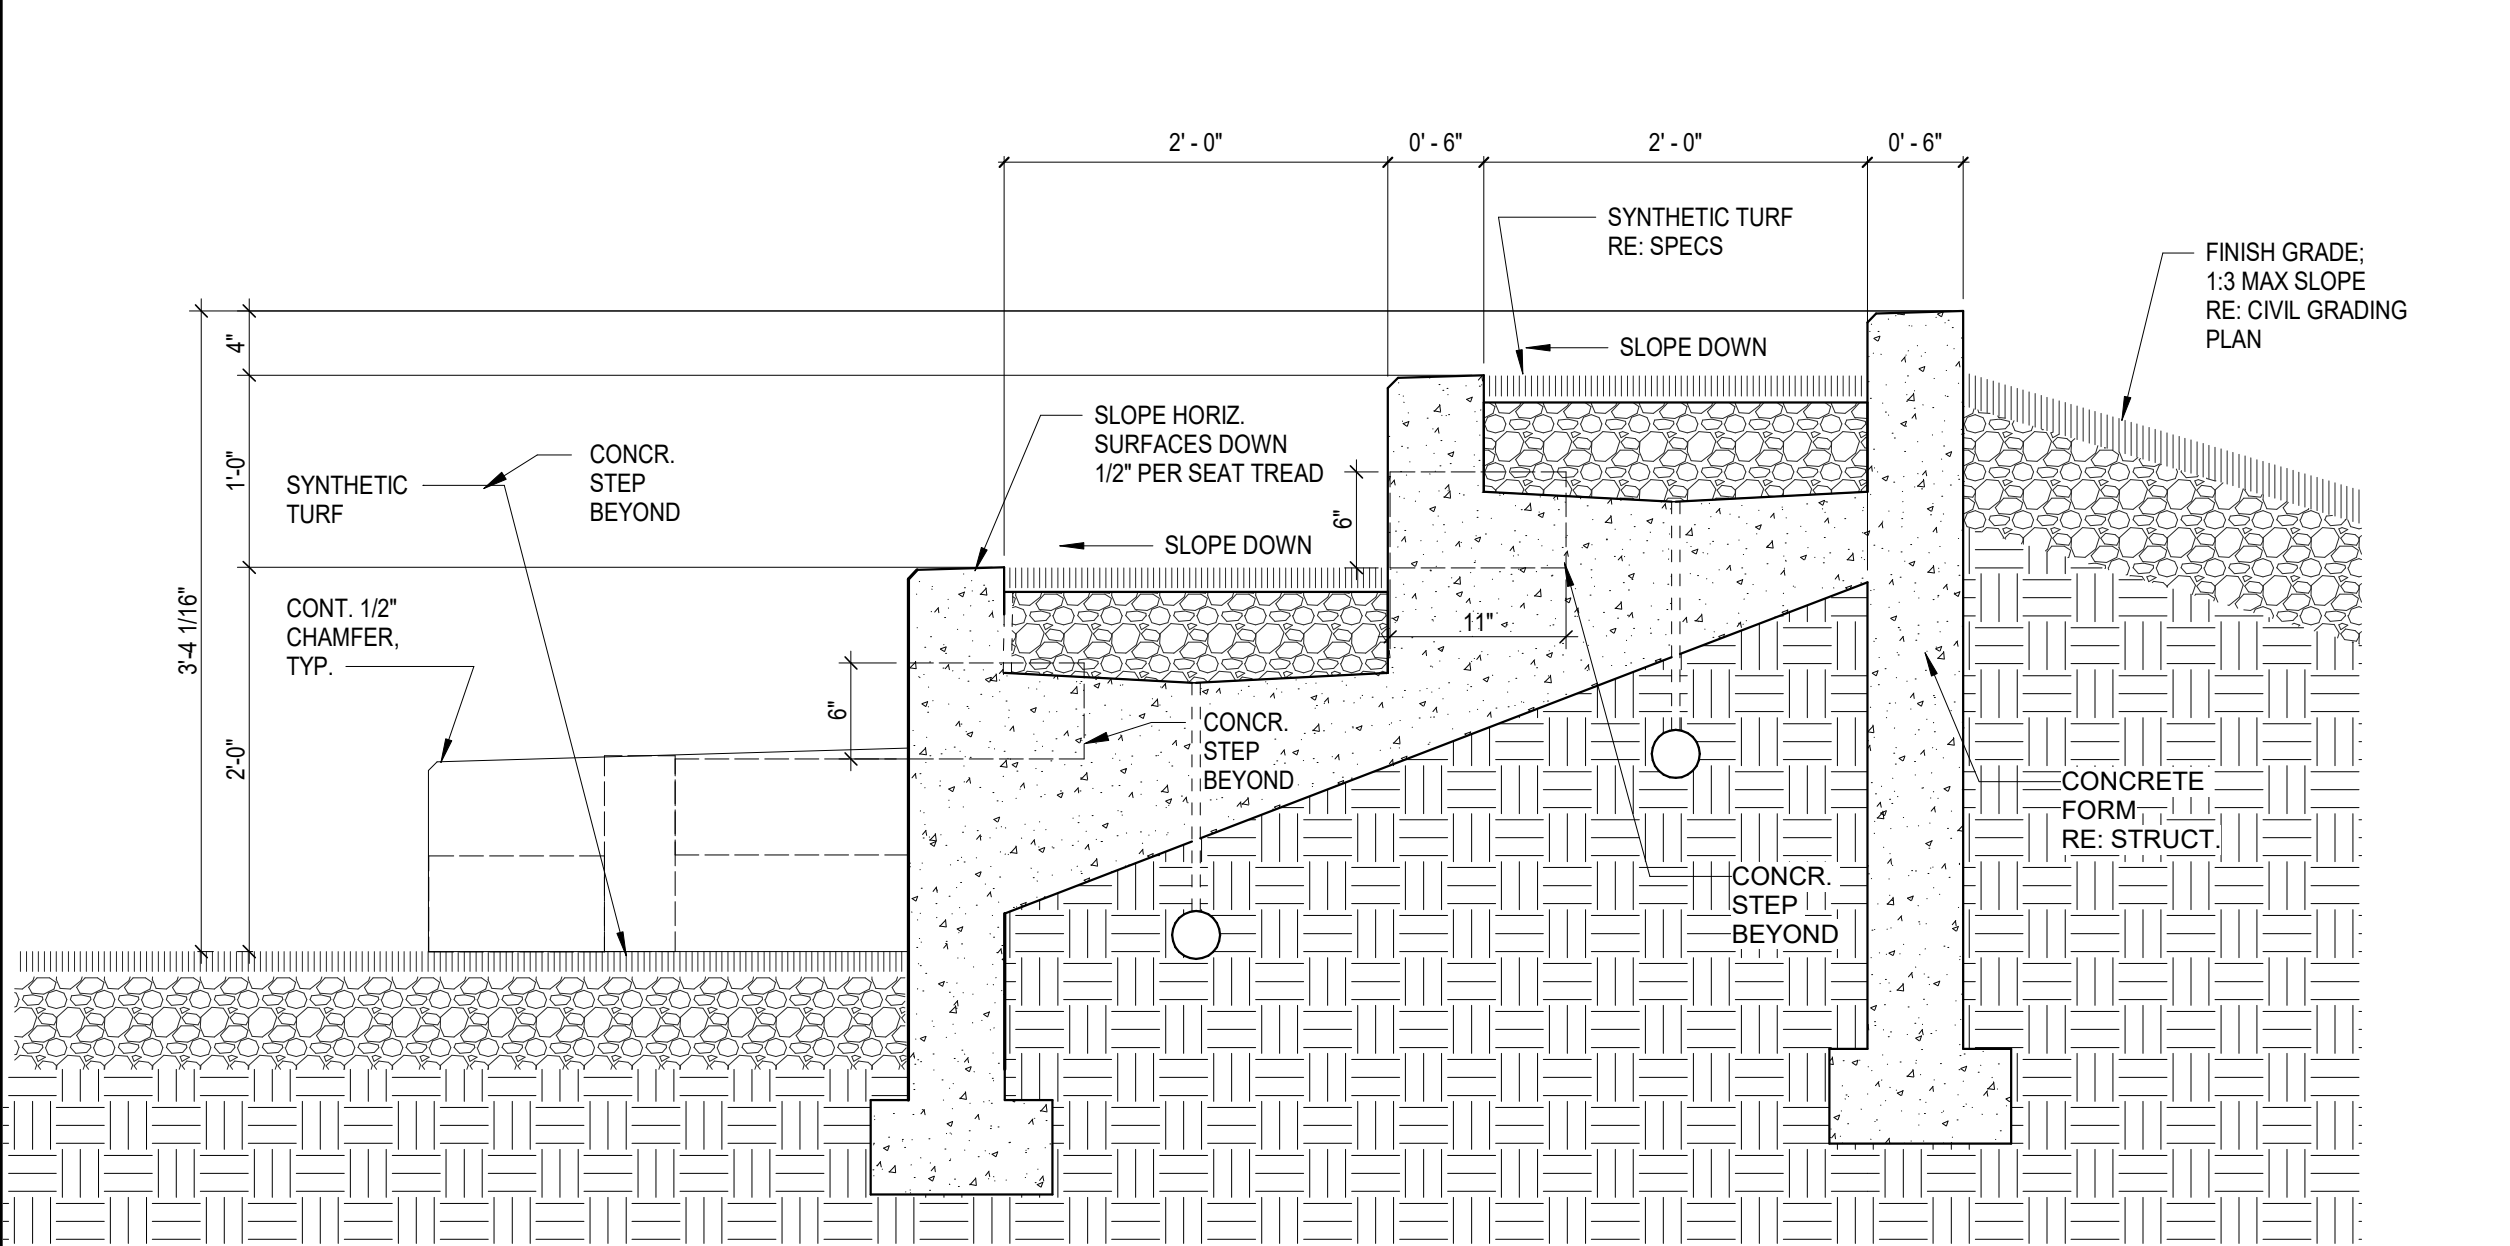 2' - 0"
0' - 6"
2' - 0"
0' - 6"
SYNTHETIC TURF
RE: SPECS
FINISH GRADE;
1:3 MAX SLOPE
RE: CIVIL GRADING
PLAN
SLOPE DOWN
4"
SLOPE HORIZ.
SURFACES DOWN
1/2" PER SEAT TREAD
1'-0"
CONCR.
STEP
BEYOND
SYNTHETIC
TURF
6"
SLOPE DOWN
3'-4 1/16"
CONT. 1/2"
CHAMFER,
TYP.
11"
6"
2'-0"
CONCR.
STEP
BEYOND
CONCRETE
FORM
RE: STRUCT.
CONCR.
STEP
BEYOND